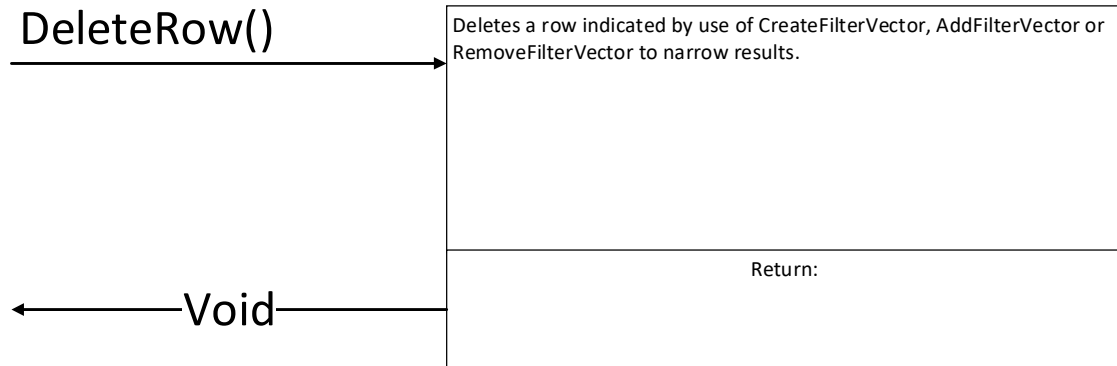 DeleteRow()
Deletes a row indicated by use of CreateFilterVector, AddFilterVector or
RemoveFilterVector to narrow results.
Return:
Void